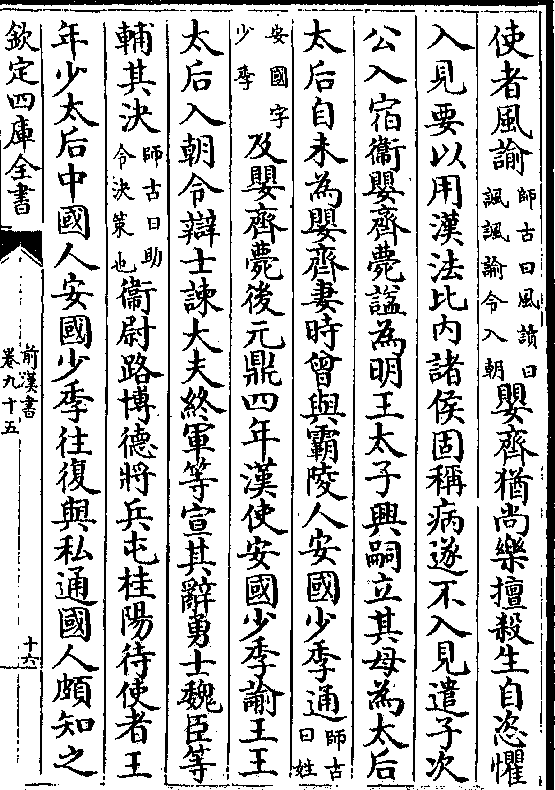 使者風諭師古曰風讀曰諷諷諭令入朝嬰齊猶尚樂擅殺生自恣懼
入見要以用漢法比内諸侯固稱病遂不入見遣子次
公入宿衞嬰齊薨諡為明王太子興嗣立其母為太后
太后自未為嬰齊妻時曽與霸陵人安國少季通師古曰姓
安國字少季及嬰齊薨後元鼎四年漢使安國少季諭王王
太后入朝令辯士諫大夫終軍等宣其辭勇士魏臣等
輔其決師古曰助令決策也衞尉路博德將兵屯桂陽待使者王
年少太后中國人安國少季往復與私通國人頗知之
欽定四庫全書
前漢書
卷九十五
十六